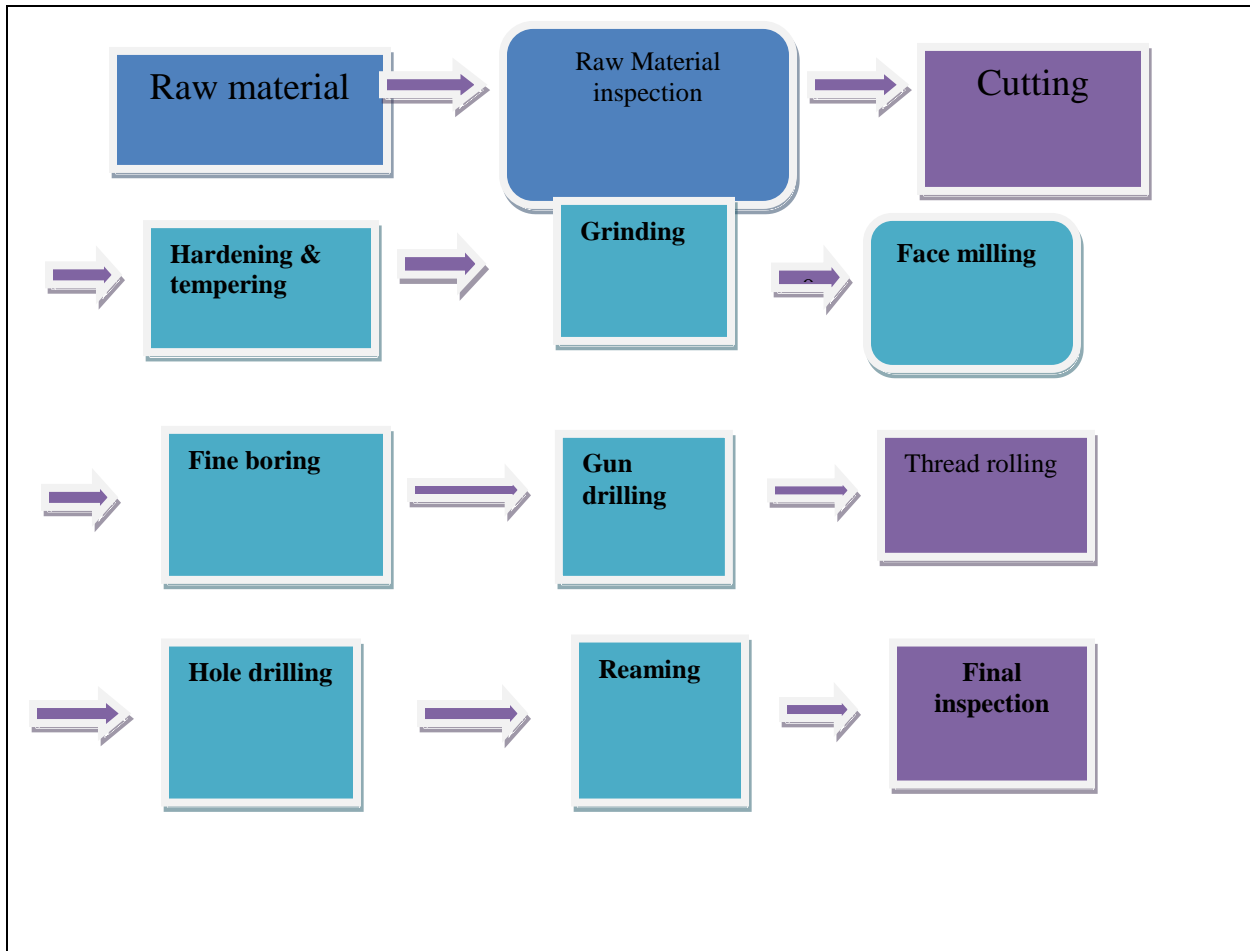 Raw material
Raw Material
inspection
Cutting
Hardening &
tempering
Grinding
Face milling
Fine boring
Gun
drilling
Thread rolling
Hole drilling
Reaming
Final
inspection